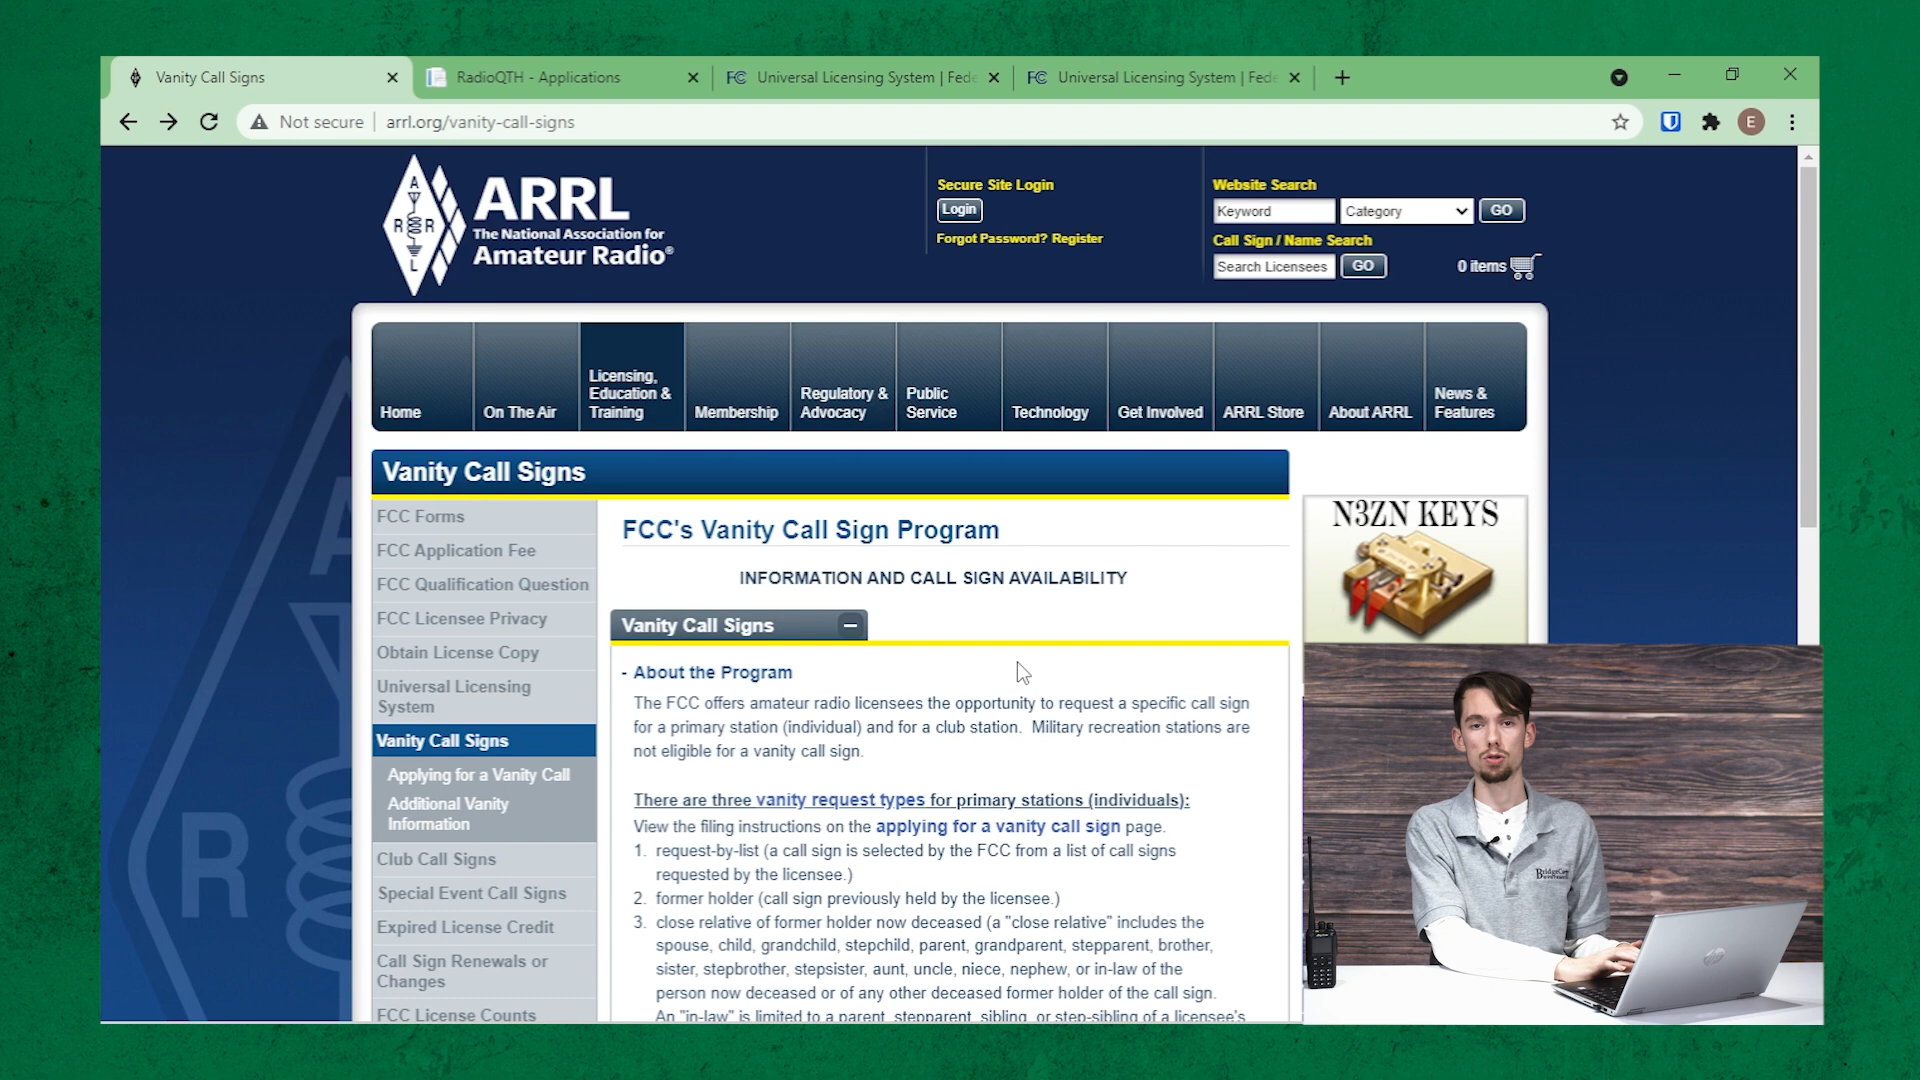 Vanity Call Signs
RadioQTH - Applications
Universal Licensing System | Fede
Universal Licensing System | Fede
Not secure
arrl.org/vanity-call-signs
E
A
R R
L
ARRL
The National Association for
Amateur Radio®
Secure Site Login
Login
Forgot Password? Register
Website Search
Keyword
Category
GO
Call Sign / Name Search
Search Licensees
GO
0 items
Home
On The Air
Licensing,
Education &
Training
Membership
Regulatory &
Advocacy
Public
Service
Technology
Get Involved
ARRL Store
About ARRL
News &
Features
Vanity Call Signs
FCC Forms
FCC Application Fee
FCC Qualification Question
FCC Licensee Privacy
Obtain License Copy
Universal Licensing
System
Vanity Call Signs
Applying for a Vanity Call
Additional Vanity
Information
Club Call Signs
Special Event Call Signs
Expired License Credit
Call Sign Renewals or
Changes
FCC License Counts
FCC's Vanity Call Sign Program
INFORMATION AND CALL SIGN AVAILABILITY
Vanity Call Signs
- About the Program
The FCC offers amateur radio licensees the opportunity to request a specific call sign
for a primary station (individual) and for a club station. Military recreation stations are
not eligible for a vanity call sign.
There are three vanity request types for primary stations (individuals):
View the filing instructions on the applying for a vanity call sign page.
1. request-by-list (a call sign is selected by the FCC from a list of call signs
requested by the licensee.)
2. former holder (call sign previously held by the licensee.)
3. close relative of former holder now deceased (a "close relative" includes the
spouse, child, grandchild, stepchild, parent, grandparent, stepparent, brother,
sister, stepbrother, stepsister, aunt, uncle, niece, nephew, or in-law of the
person now deceased or of any other deceased former holder of the call sign.
An "in-law" is limited to a parent, stepparent, sibling, or step-sibling of a licensee's
N3ZN KEYS
hp